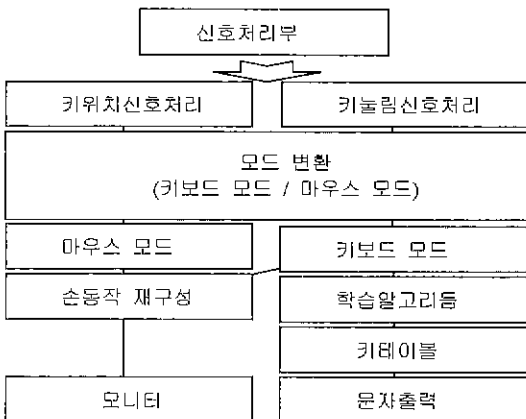 신호처리부
키위치신호처리
키눌림신호처리
모드 변환
(키보드 모드 / 마우스 모드)
마우스 모드
키보드 모드
손동작 재구성
학습알고리듬
키테이블
모니터
문자출력